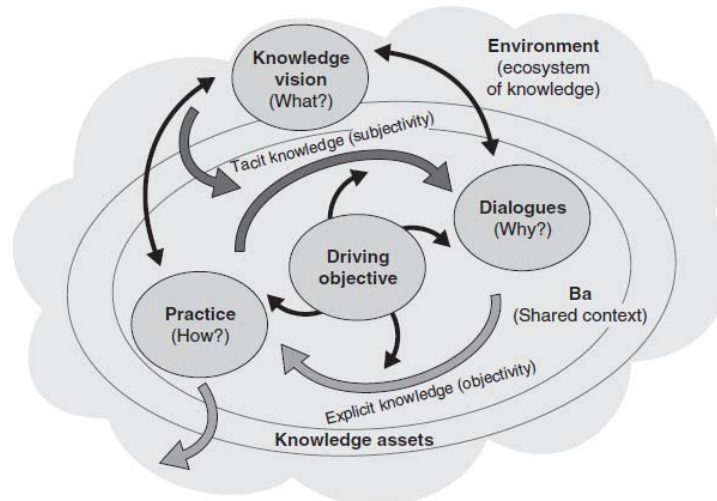 Knowledge
vision
(What?)
Environment
(ecosystem
of knowledge)
Tacit knowledge (subjectivity)
Dialogues
(Why?)
Driving
objective
Ba
(Shared context)
Practice
(How?)
Explicit knowledge (objectivity)
Knowledge assets